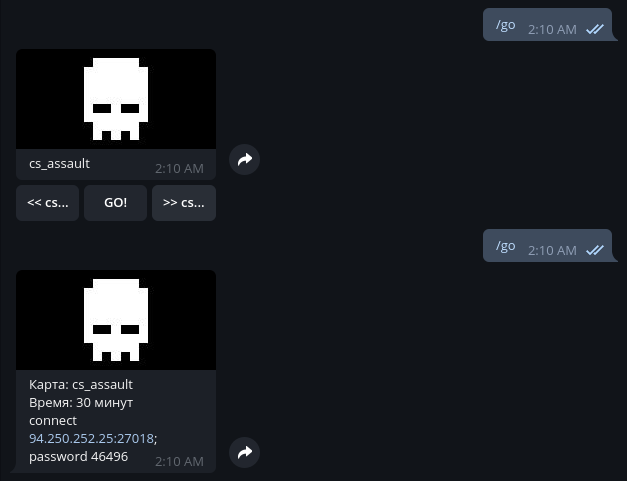 /go 2:10 AM
cs_assault 2:10 AM
<< cs... GO! >> cs...
/go 2:10 AM
Карта: cs_assault
Время: 30 минут
connect
94.250.252.25:27018;
password 46496 2:10 AM